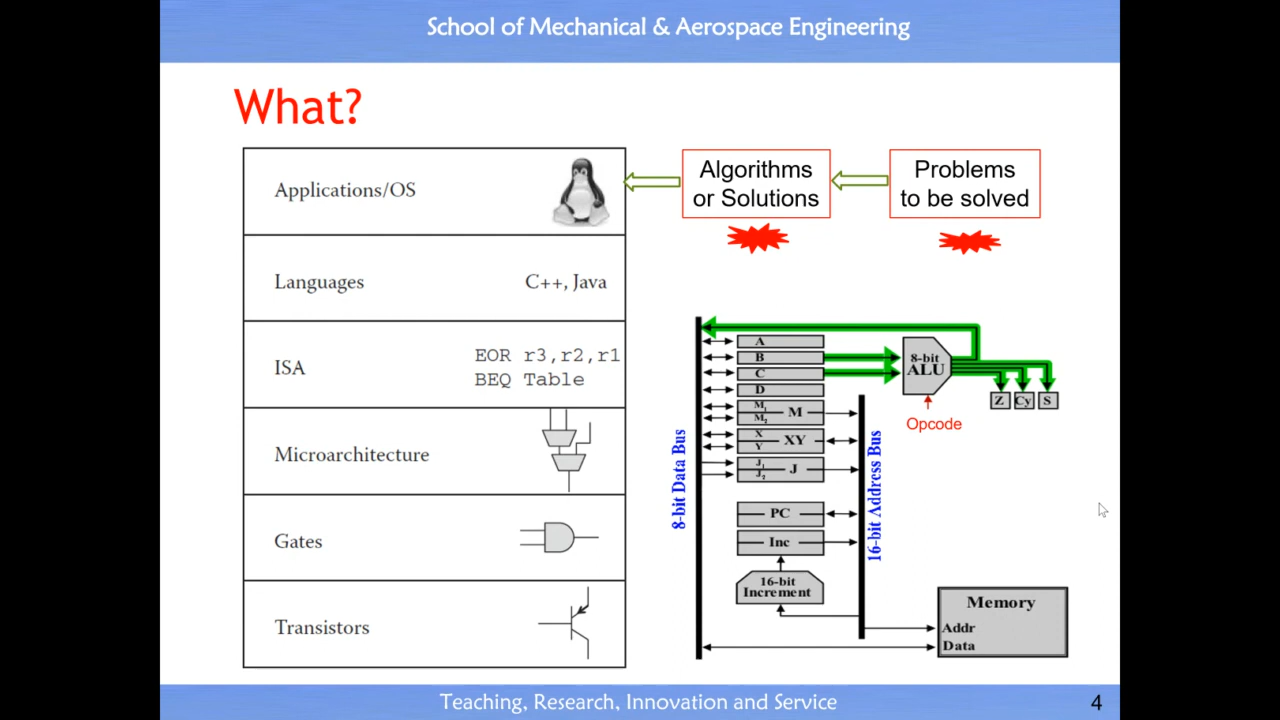 School of Mechanical & Aerospace Engineering
What?
Applications/OS
Languages
C++, Java
ISA
EOR r3,r2,r1
BEQ Table
Microarchitecture
Gates
Transistors
Algorithms
or Solutions
Problems
to be solved
8-bit Data Bus
A
B
C
D
M1
M2
M
X
Y
XY
J1
J2
J
PC
Inc
16-bit
Increment
16-bit Address Bus
8-bit
ALU
Opcode
Z
Cy
S
Memory
Addr
Data
Teaching, Research, Innovation and Service
4